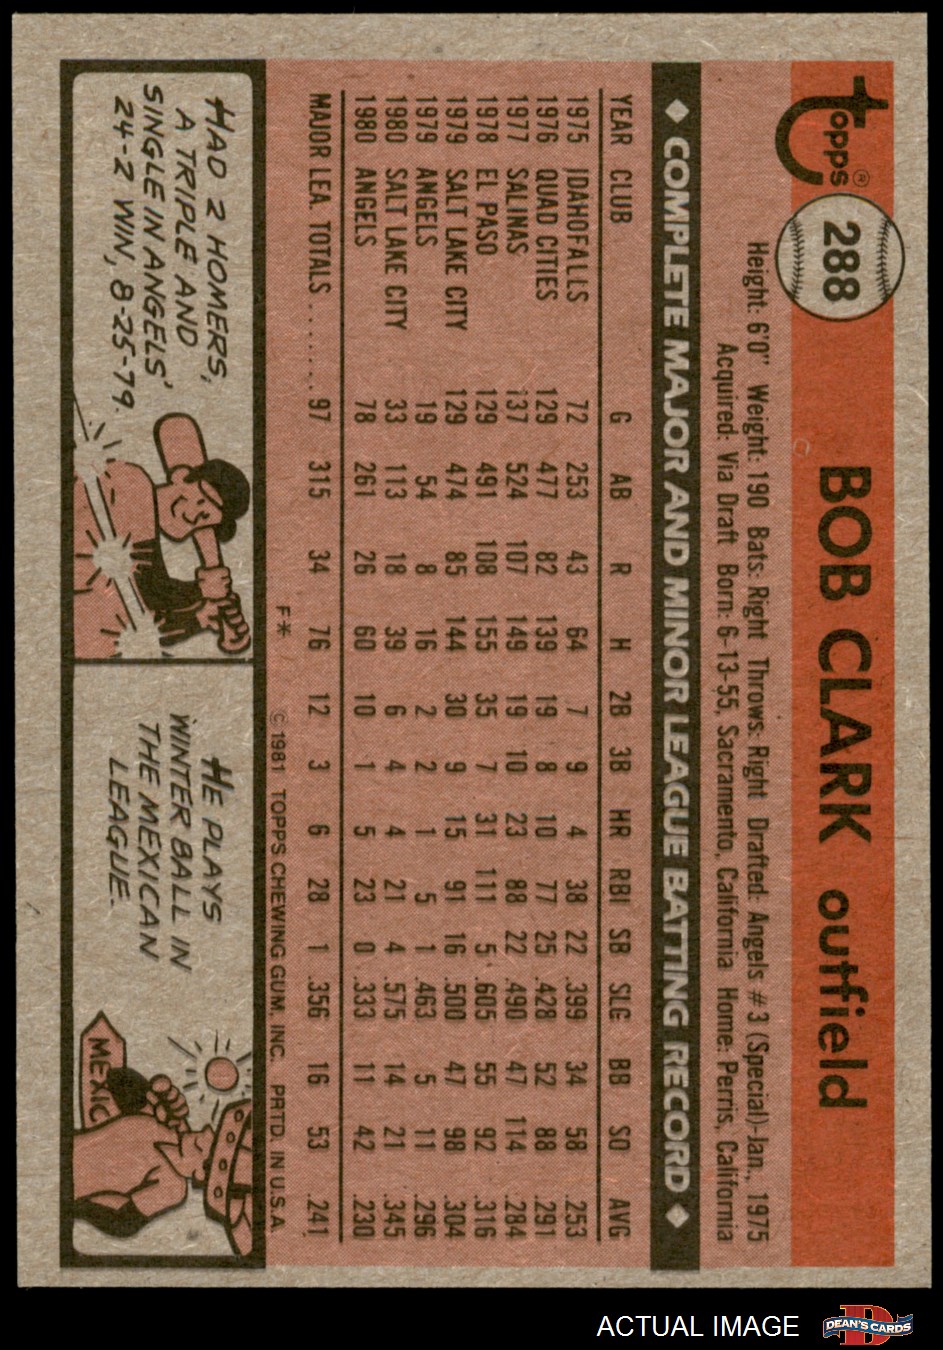 Topps®
288
BOB CLARK outfield
Height: 6'0" Weight: 190 Bats: Right Throws: Right Drafted: Angels #3 (Special)-Jan., 1975
Acquired: Via Draft Born: 6-13-55, Sacramento, California Home: Perris, California
◆ COMPLETE MAJOR AND MINOR LEAGUE BATTING RECORD ◆
YEAR CLUB G AB R H 2B 3B HR RBI SB SLG BB SO AVG
1975 IDAHO FALLS 72 253 43 64 7 9 4 38 22 .399 34 58 .253
1976 QUAD CITIES 129 477 82 139 19 8 10 77 25 .428 52 88 .291
1977 SALINAS 137 524 107 149 19 10 23 88 22 .490 47 114 .284
1978 EL PASO 129 491 108 155 35 7 31 111 5 .605 55 92 .316
1979 SALT LAKE CITY 129 474 85 144 30 9 15 91 16 .500 47 98 .304
1979 ANGELS 19 54 8 16 2 2 1 5 1 .463 5 11 .296
1980 SALT LAKE CITY 33 113 18 39 6 4 4 21 4 .575 14 21 .345
1980 ANGELS 78 261 26 60 10 1 5 23 0 .333 11 42 .230
MAJOR LEA. TOTALS ...... 97 315 34 76 12 3 6 28 1 .356 16 53 .241
F* © 1981 TOPPS CHEWING GUM, INC. PRTD. IN U.S.A.
HAD 2 HOMERS,
A TRIPLE AND
SINGLE IN ANGELS'
24-2 WIN, 8-25-79.
HE PLAYS
WINTER BALL IN
THE MEXICAN
LEAGUE.
MEXIC
ACTUAL IMAGE
DEAN'S CARDS